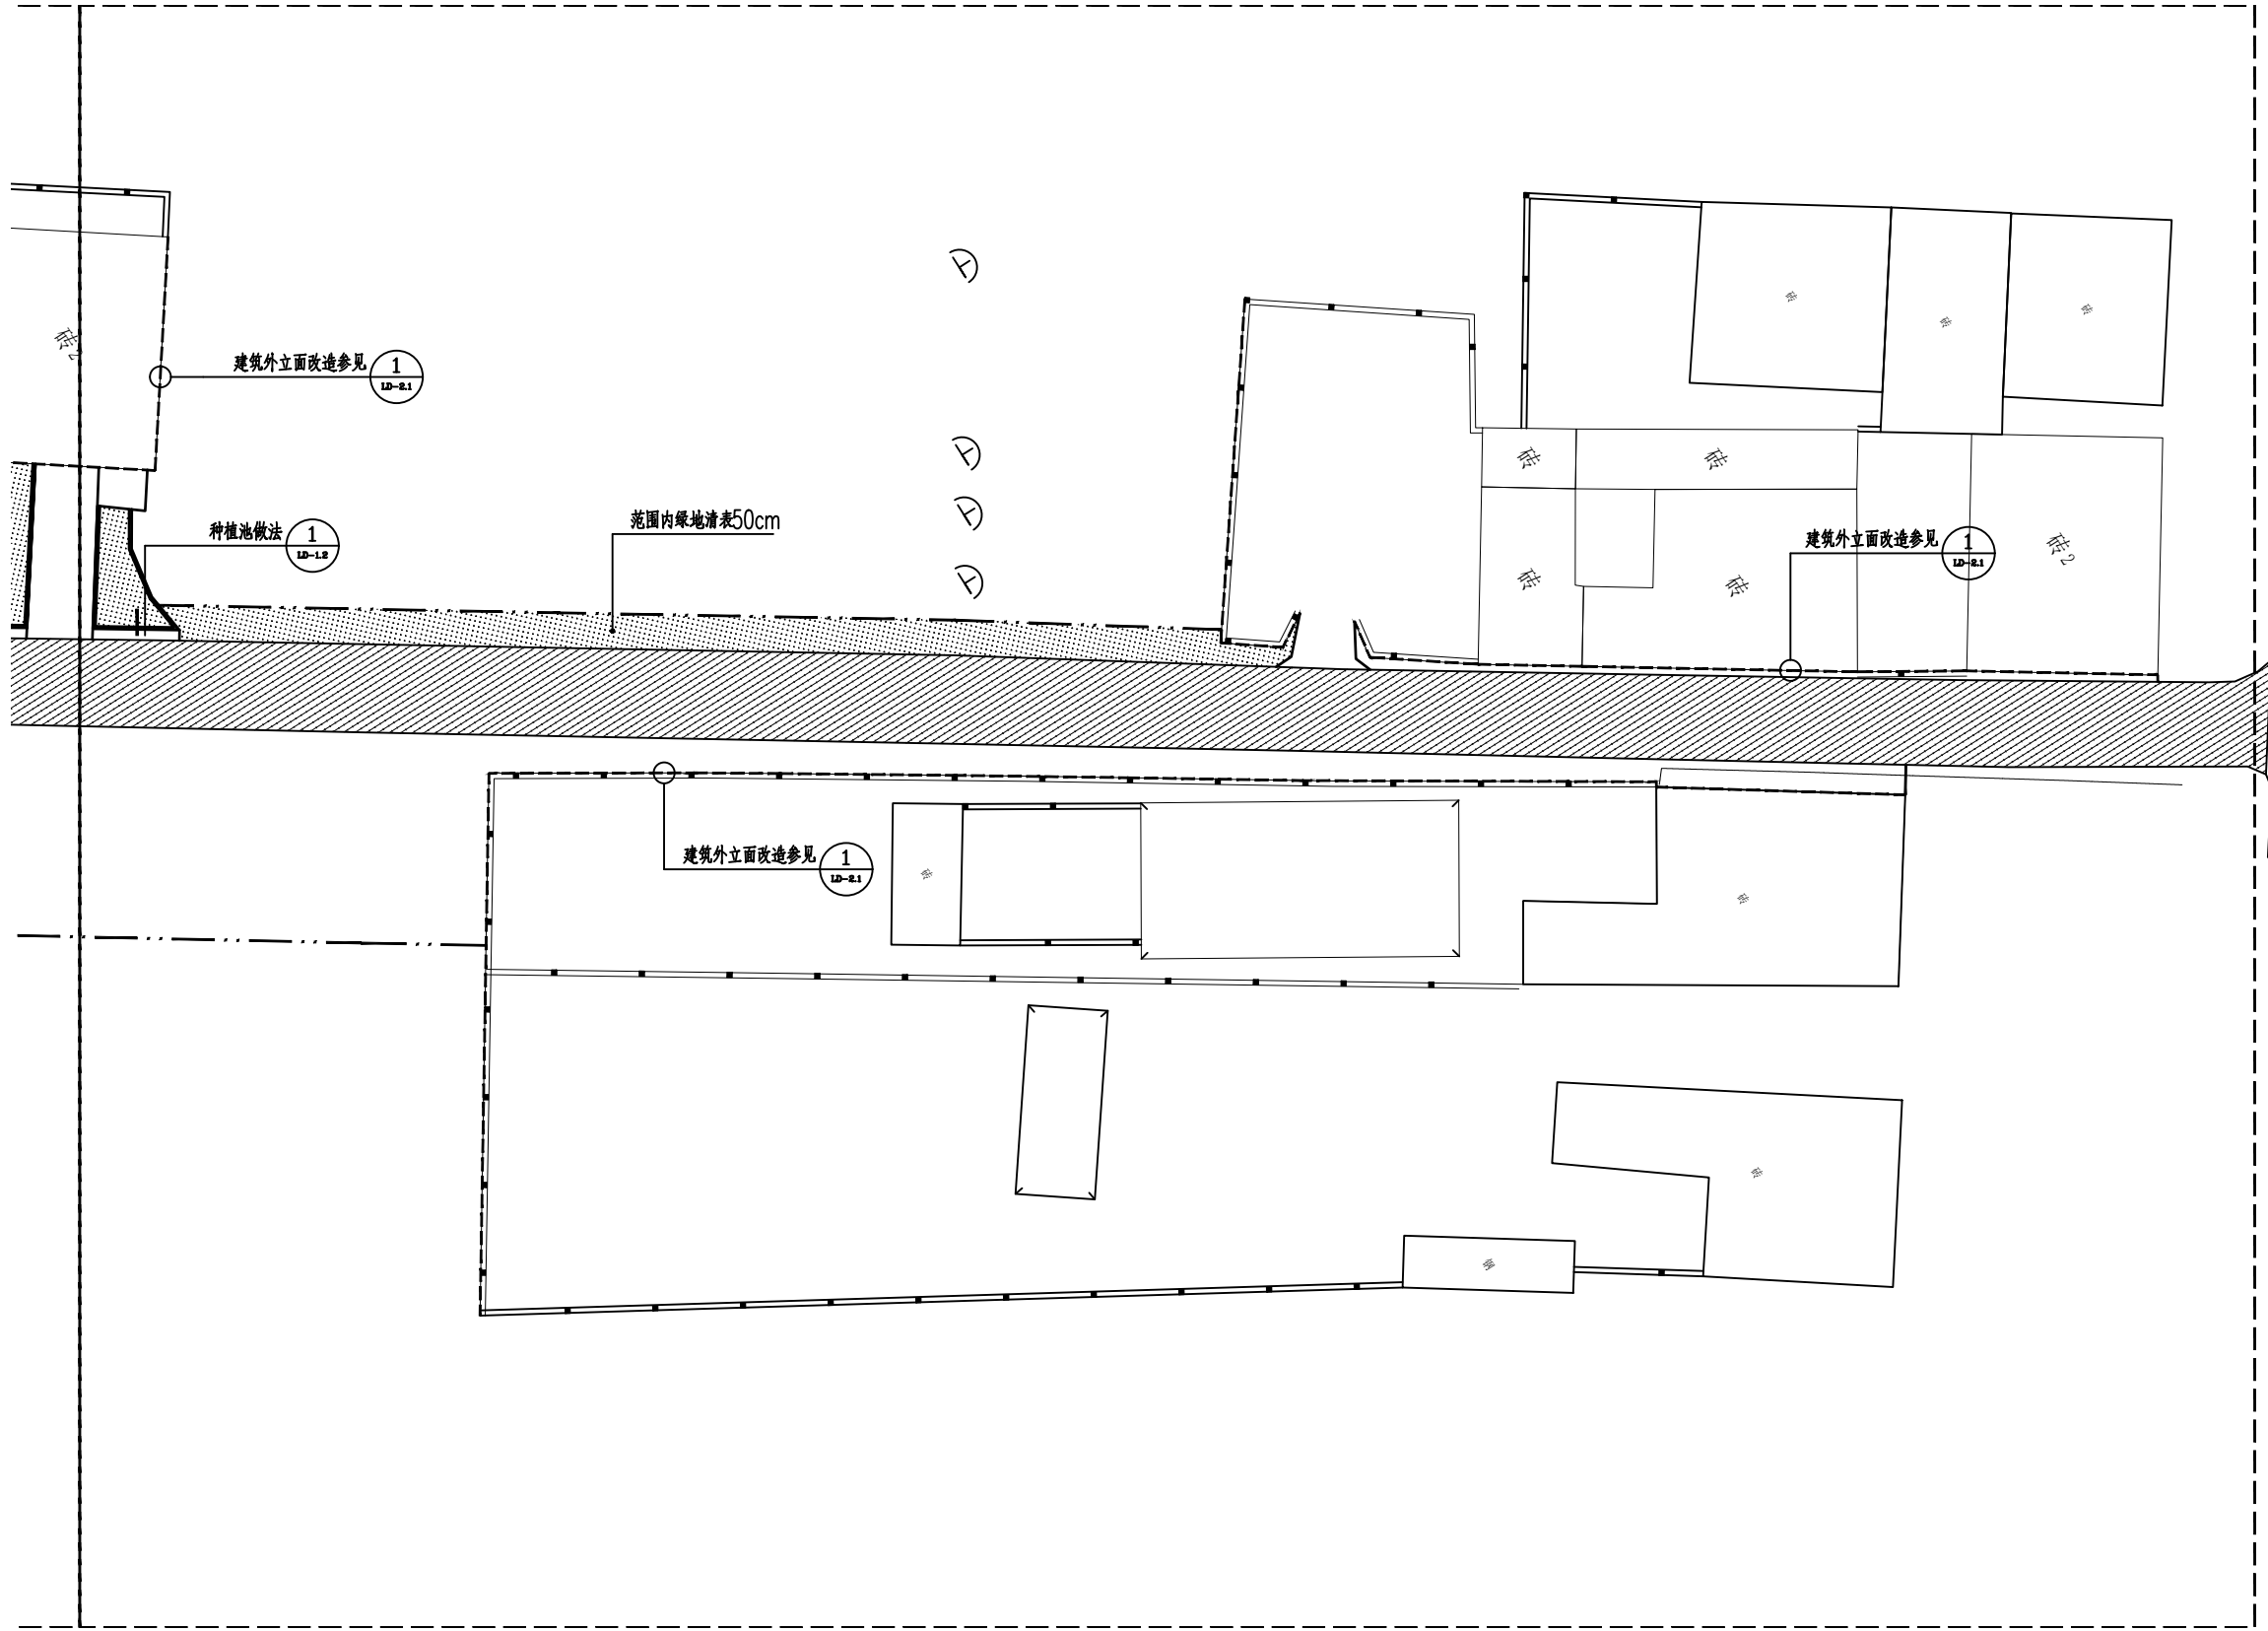 砖
砖
砖
砖2
建筑外立面改造参见
1
LD-2.1
砖
砖
范围内绿地清表50cm
种植池做法
1
LD-1.2
建筑外立面改造参见
1
LD-2.1
砖2
砖
砖
建筑外立面改造参见
1
LD-2.1
砖
砖
砖
钢